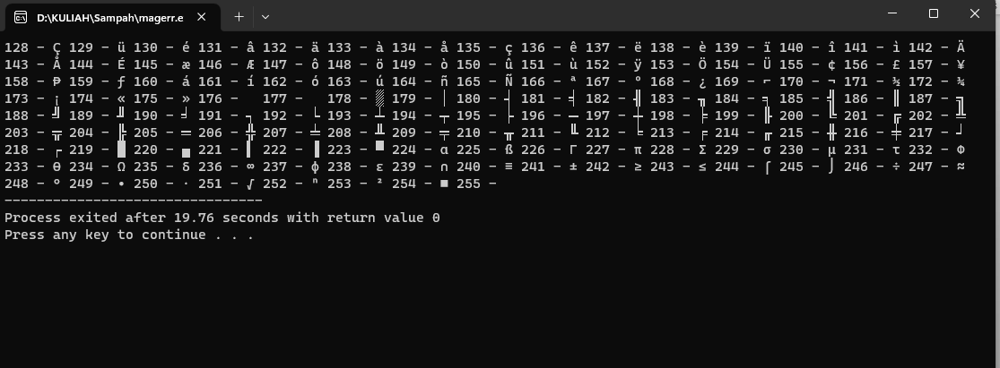 D:\KULIAH\Sampah\magerr.e
128 - Ç 129 - ü 130 - é 131 - â 132 - ä 133 - à 134 - å 135 - ç 136 - ê 137 - ë 138 - è 139 - ï 140 - î 141 - ì 142 - Ä
143 - Å 144 - É 145 - æ 146 - Æ 147 - ô 148 - ö 149 - ò 150 - û 151 - ù 152 - ÿ 153 - Ö 154 - Ü 155 - ¢ 156 - £ 157 - ¥
158 - ₧ 159 - ƒ 160 - á 161 - í 162 - ó 163 - ú 164 - ñ 165 - Ñ 166 - ª 167 - º 168 - ¿ 169 - ⌐ 170 - ¬ 171 - ½ 172 - ¼
173 - ¡ 174 - « 175 - » 176 -   177 -   178 - ▓ 179 - │ 180 - ┤ 181 - ╡ 182 - ╢ 183 - ╖ 184 - ╕ 185 - ╣ 186 - ║ 187 - ╗
188 - ╝ 189 - ╜ 190 - ╛ 191 - ┐ 192 - └ 193 - ┴ 194 - ┬ 195 - ├ 196 - ─ 197 - ┼ 198 - ╞ 199 - ╟ 200 - ╚ 201 - ╔ 202 - ╩
203 - ╦ 204 - ╠ 205 - ═ 206 - ╬ 207 - ╧ 208 - ╨ 209 - ╤ 210 - ╥ 211 - ╙ 212 - ╘ 213 - ╒ 214 - ╓ 215 - ╫ 216 - ╪ 217 - ┘
218 - ┌ 219 - █ 220 - ▄ 221 - ▌ 222 - ▐ 223 - ▀ 224 - α 225 - ß 226 - Γ 227 - π 228 - Σ 229 - σ 230 - µ 231 - τ 232 - Φ
233 - Θ 234 - Ω 235 - δ 236 - ∞ 237 - φ 238 - ε 239 - ∩ 240 - ≡ 241 - ± 242 - ≥ 243 - ≤ 244 - ⌠ 245 - ⌡ 246 - ÷ 247 - ≈
248 - ° 249 - ∙ 250 - · 251 - √ 252 - ⁿ 253 - ² 254 - ■ 255 -
--------------------------------
Process exited after 19.76 seconds with return value 0
Press any key to continue . . .